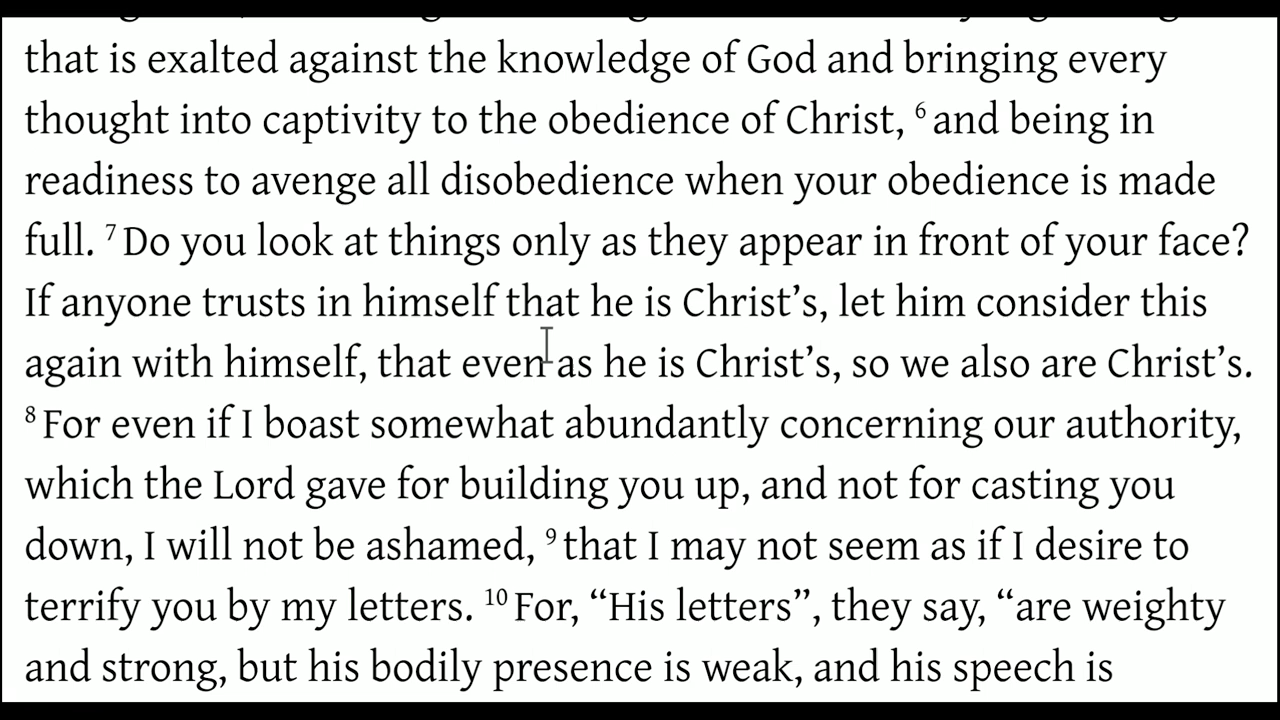 that is exalted against the knowledge of God and bringing every
thought into captivity to the obedience of Christ, ⁶ and being in
readiness to avenge all disobedience when your obedience is made
full. ⁷ Do you look at things only as they appear in front of your face?
If anyone trusts in himself that he is Christ’s, let him consider this
again with himself, that even as he is Christ’s, so we also are Christ’s.
⁸ For even if I boast somewhat abundantly concerning our authority,
which the Lord gave for building you up, and not for casting you
down, I will not be ashamed, ⁹ that I may not seem as if I desire to
terrify you by my letters. ¹⁰ For, “His letters”, they say, “are weighty
and strong, but his bodily presence is weak, and his speech is